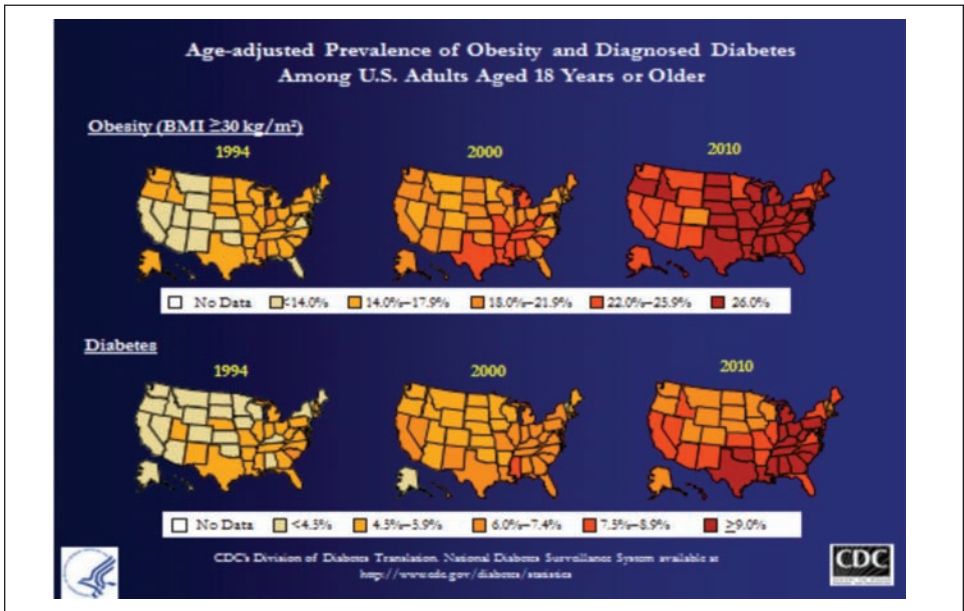 Age-adjusted Prevalence of Obesity and Diagnosed Diabetes
Among U.S. Adults Aged 18 Years or Older
Obesity (BMI ≥30 kg/m²)
1994
2000
2010
No Data <14.0% 14.0%–17.9% 18.0%–21.9% 22.0%–25.9% 26.0%
Diabetes
1994
2000
2010
No Data <4.5% 4.5%–5.9% 6.0%–7.4% 7.5%–8.9% ≥9.0%
CDC's Division of Diabetes Translation. National Diabetes Surveillance System available at
http://www.cdc.gov/diabetes/statistics
CDC